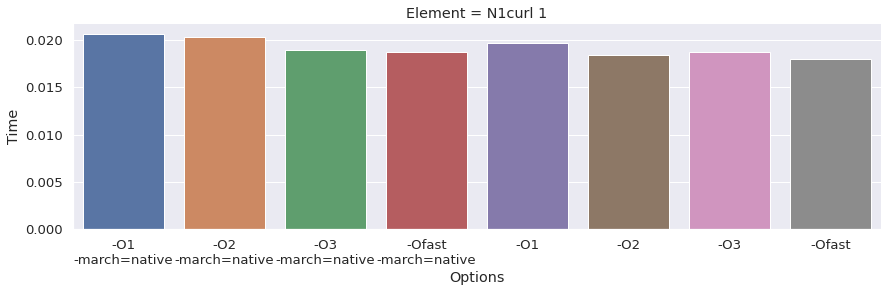 Element = N1curl 1
0.020
0.015
0.010
0.005
0.000
Time
-O1 -O2 -O3 -Ofast -O1 -O2 -O3 -Ofast
-march=native -march=native -march=native -march=native
Options